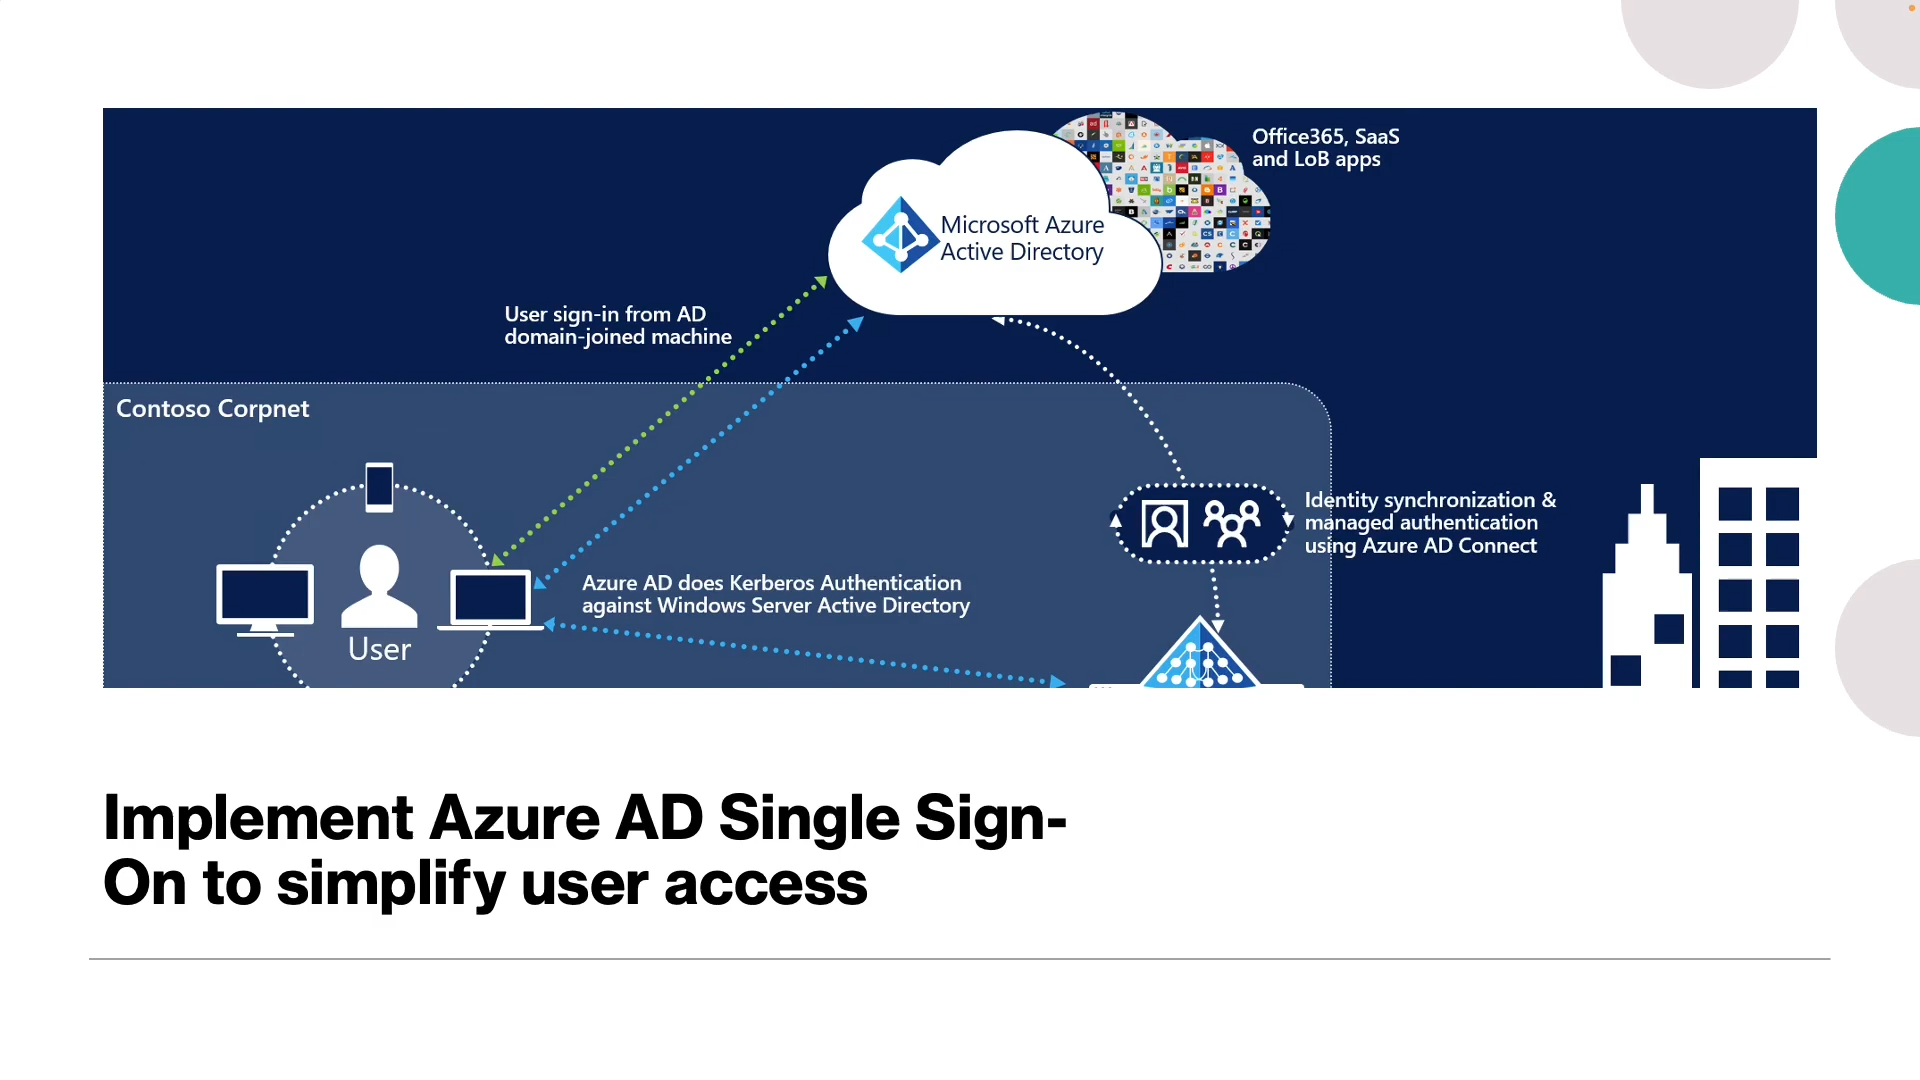 Office365, SaaS
and LoB apps
Microsoft Azure
Active Directory
User sign-in from AD
domain-joined machine
Contoso Corpnet
Identity synchronization &
managed authentication
using Azure AD Connect
Azure AD does Kerberos Authentication
against Windows Server Active Directory
User
Implement Azure AD Single Sign-
On to simplify user access